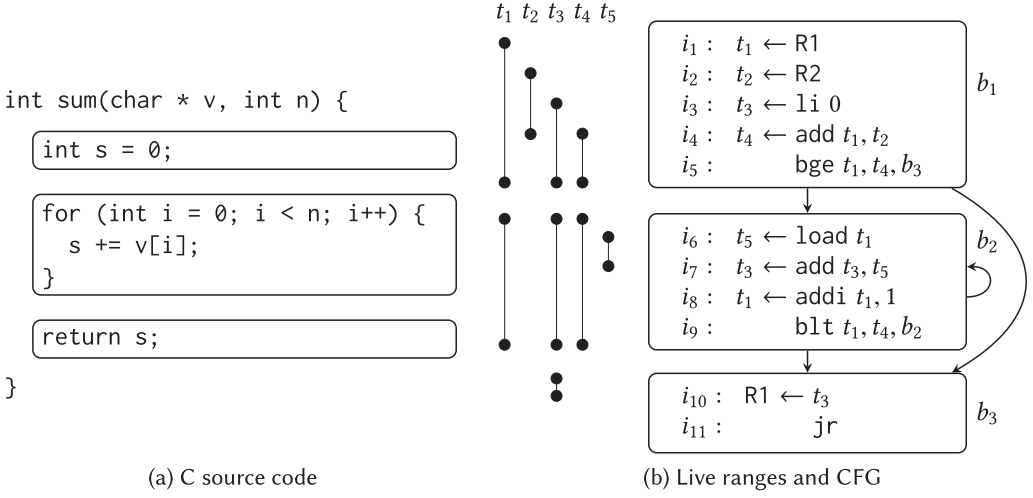 int sum(char * v, int n) {
int s = 0;
for (int i = 0; i < n; i++) {
s += v[i];
}
return s;
}
(a) C source code
t1 t2 t3 t4 t5
i1 : t1 ← R1
i2 : t2 ← R2
i3 : t3 ← li 0
i4 : t4 ← add t1, t2
i5 : bge t1, t4, b3
b1
i6 : t5 ← load t1
i7 : t3 ← add t3, t5
i8 : t1 ← addi t1, 1
i9 : blt t1, t4, b2
b2
i10 : R1 ← t3
i11 : jr
b3
(b) Live ranges and CFG